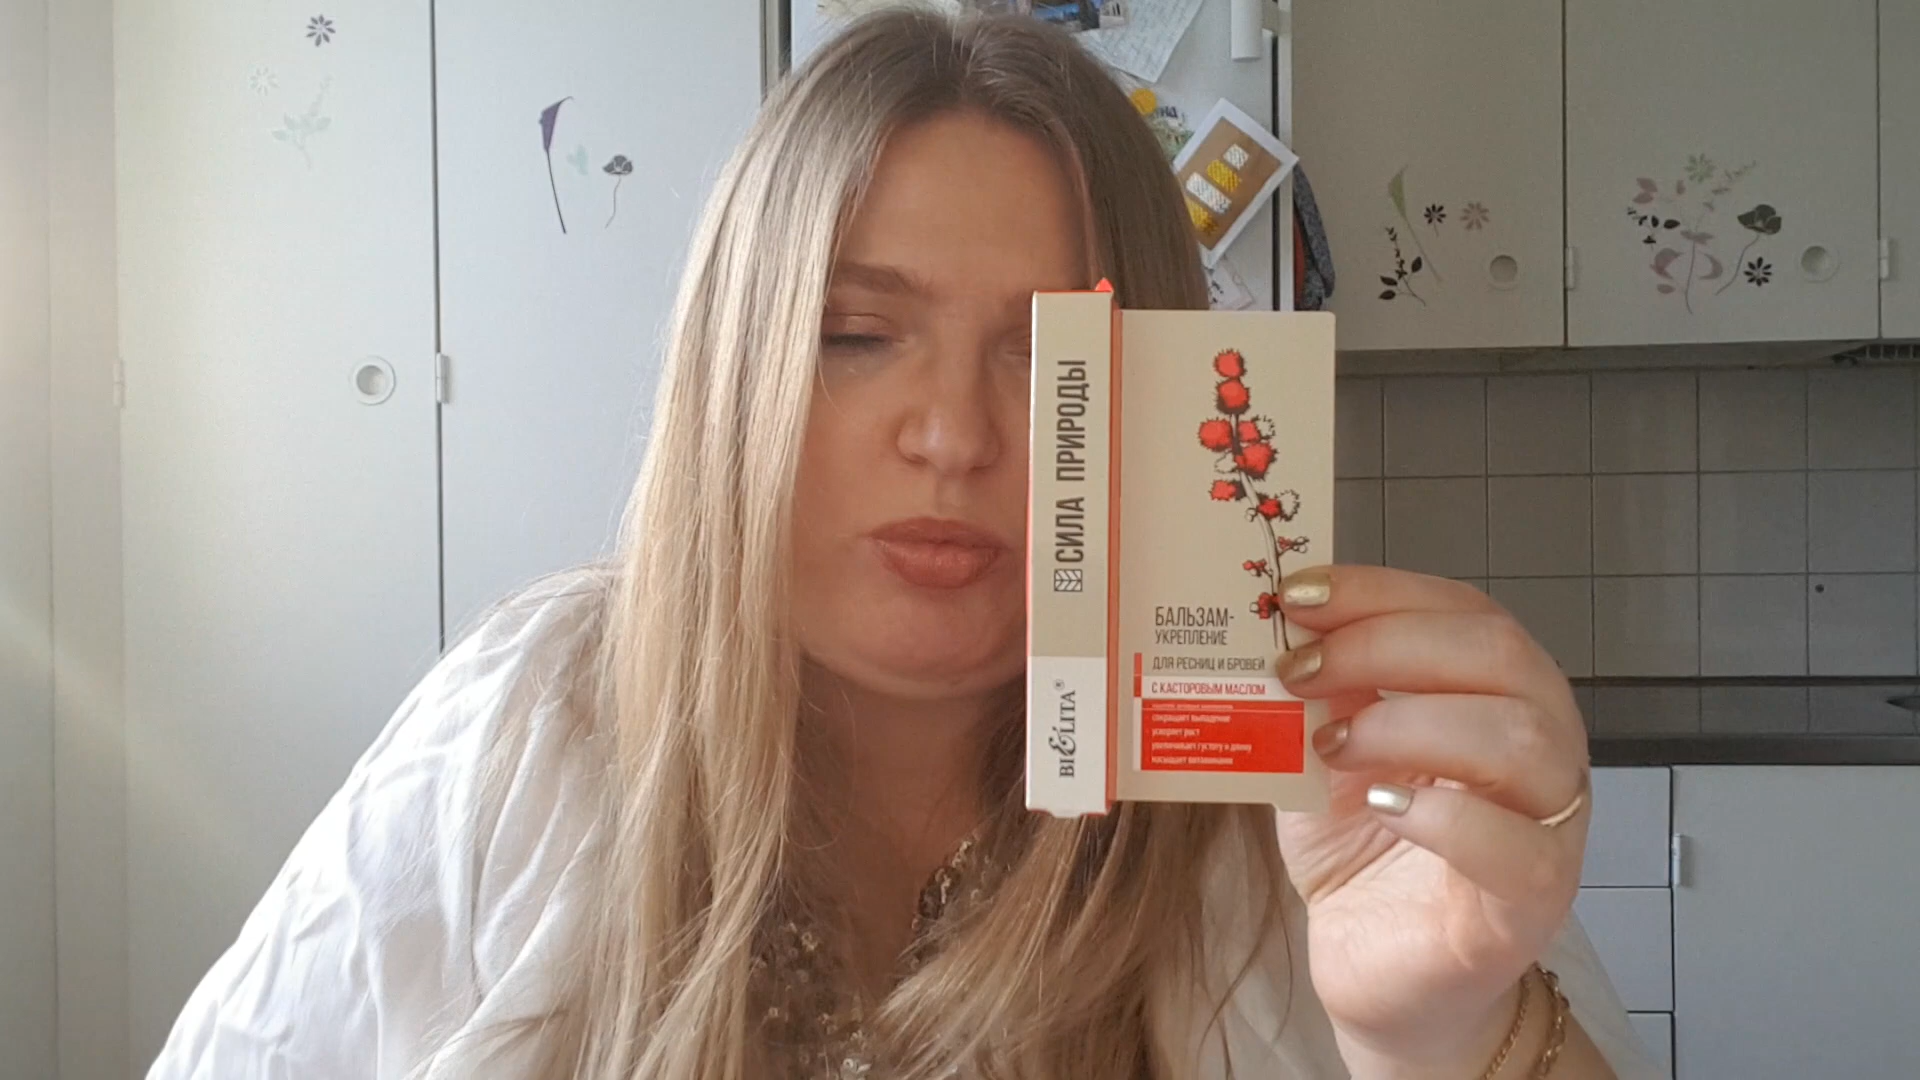 СИЛА ПРИРОДЫ
BIELITA®
БАЛЬЗАМ-
УКРЕПЛЕНИЕ
ДЛЯ РЕСНИЦ И БРОВЕЙ
С КАСТОРОВЫМ МАСЛОМ
сокращает выпадение
ускоряет рост
увеличивает густоту и длину
насыщает витаминами